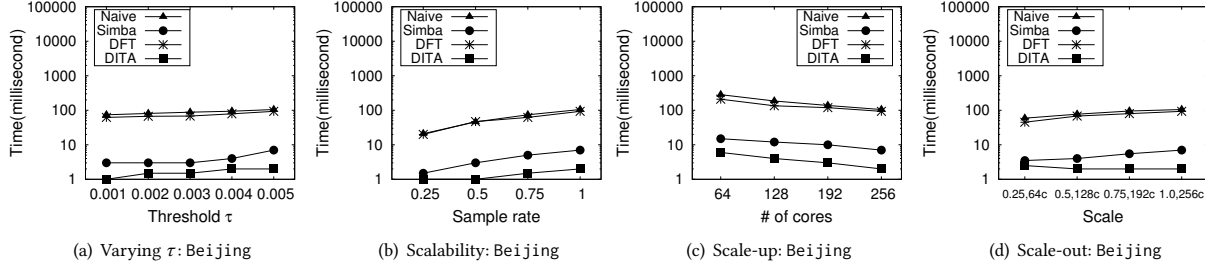 Time(millisecond)
100000
10000
1000
100
10
1
Naive
Simba
DFT
DITA
0.001 0.002 0.003 0.004 0.005
Threshold τ
(a) Varying τ: Beijing
Time(millisecond)
100000
10000
1000
100
10
1
Naive
Simba
DFT
DITA
0.25 0.5 0.75 1
Sample rate
(b) Scalability: Beijing
Time(millisecond)
100000
10000
1000
100
10
1
Naive
Simba
DFT
DITA
64 128 192 256
# of cores
(c) Scale-up: Beijing
Time(millisecond)
100000
10000
1000
100
10
1
Naive
Simba
DFT
DITA
0.25,64c 0.5,128c 0.75,192c 1.0,256c
Scale
(d) Scale-out: Beijing